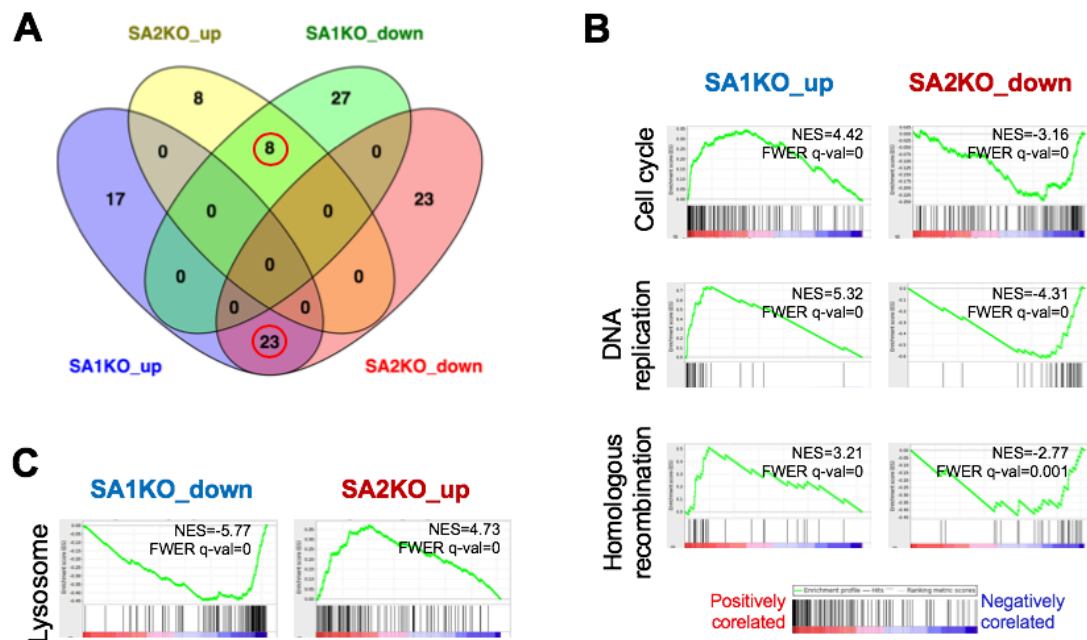 A
SA2KO_up
SA1KO_down
8
27
0
8
0
17
0
0
23
0
0
0
0
0
23
SA1KO_up
SA2KO_down
B
SA1KO_up
SA2KO_down
Cell cycle
NES=4.42
FWER q-val=0
NES=-3.16
FWER q-val=0
DNA
replication
NES=5.32
FWER q-val=0
NES=-4.31
FWER q-val=0
Homologous
recombination
NES=3.21
FWER q-val=0
NES=-2.77
FWER q-val=0.001
C
SA1KO_down
SA2KO_up
Lysosome
NES=-5.77
FWER q-val=0
NES=4.73
FWER q-val=0
Enrichment profile Hits Ranking metric scores
Positively
corelated
Negatively
corelated